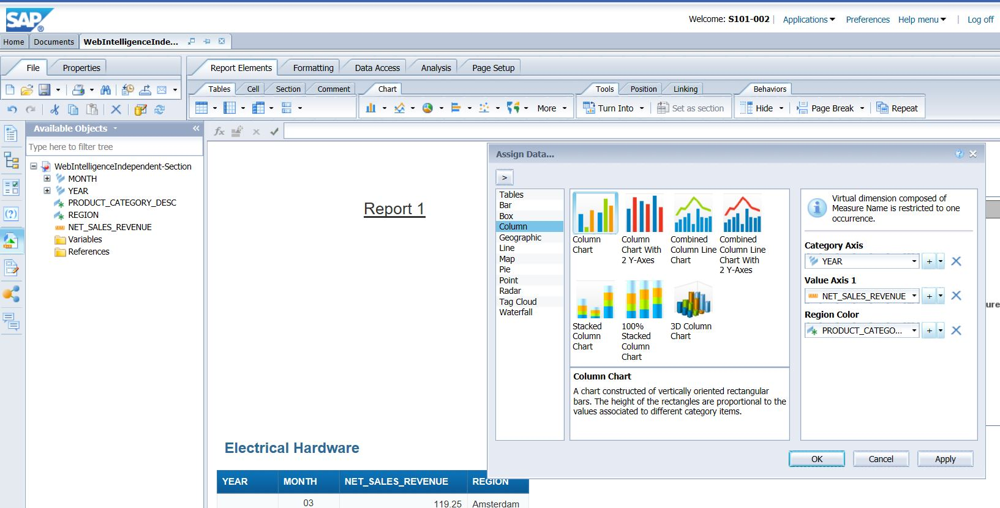 SAP
Welcome: S101-002 | Applications Preferences Help menu | Log off
Home Documents WebIntelligenceInde...
File Properties Report Elements Formatting Data Access Analysis Page Setup
Tables Cell Section Comment Chart Tools Position Linking Behaviors
More Turn Into Set as section Hide Page Break Repeat
Available Objects
Type here to filter tree
WebIntelligenceIndependent-Section
MONTH
YEAR
PRODUCT_CATEGORY_DESC
REGION
NET_SALES_REVENUE
Variables
References
Report 1
Electrical Hardware
YEAR MONTH NET_SALES_REVENUE REGION
03 119.25 Amsterdam
Assign Data...
>
Tables
Bar
Box
Column
Geographic
Line
Map
Pie
Point
Radar
Tag Cloud
Waterfall
Column
Chart
Column
Chart With
2 Y-Axes
Combined
Column Line
Chart
Combined
Column Line
Chart With
2 Y-Axes
Stacked
Column
Chart
100%
Stacked
Column
Chart
3D Column
Chart
Column Chart
A chart constructed of vertically oriented rectangular
bars. The height of the rectangles are proportional to the
values associated to different category items.
Virtual dimension composed of
Measure Name is restricted to one
occurrence.
Category Axis
YEAR
Value Axis 1
NET_SALES_REVENUE
Region Color
PRODUCT_CATEGO...
OK Cancel Apply
ure